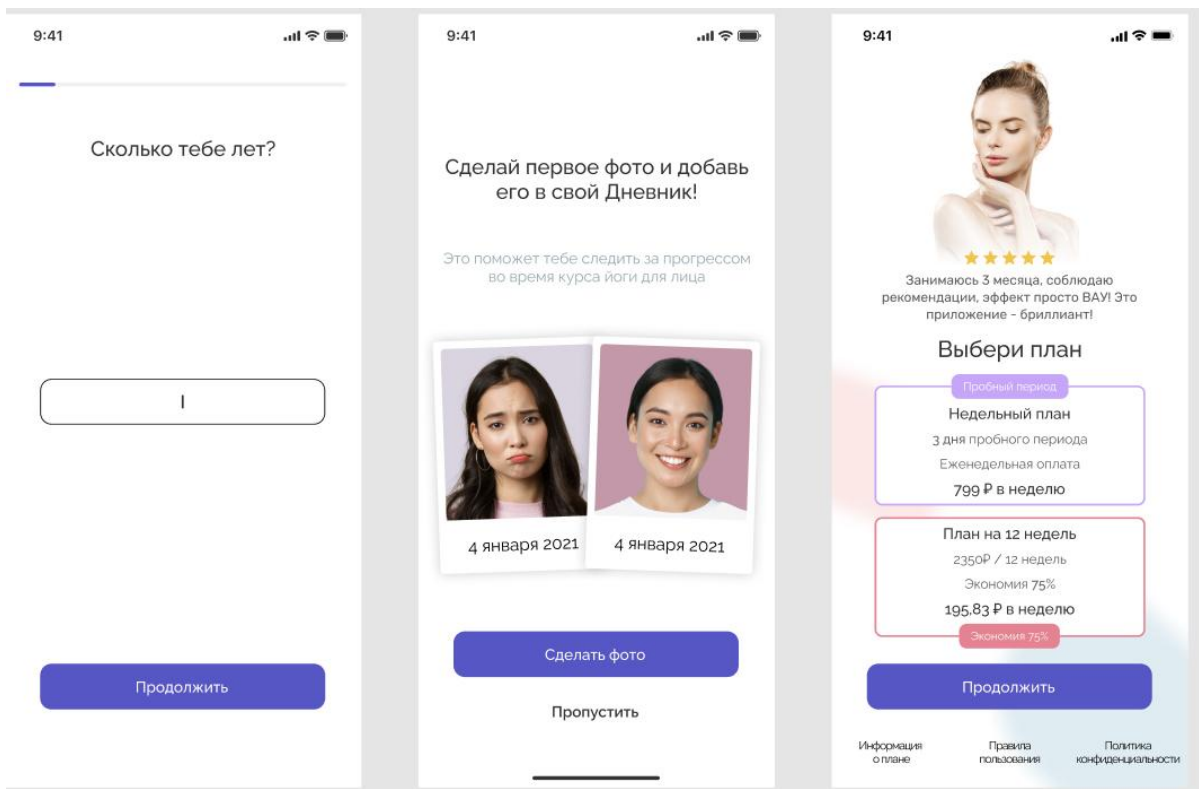 9:41
Сколько тебе лет?
Продолжить
9:41
Сделай первое фото и добавь
его в свой Дневник!
Это поможет тебе следить за прогрессом
во время курса йоги для лица
4 января 2021
4 января 2021
Сделать фото
Пропустить
9:41
Занимаюсь 3 месяца, соблюдаю
рекомендации, эффект просто ВАУ! Это
приложение - бриллиант!
Выбери план
Пробный период
Недельный план
3 дня пробного периода
Еженедельная оплата
799 ₽ в неделю
План на 12 недель
2350₽ / 12 недель
Экономия 75%
195,83 ₽ в неделю
Экономия 75%
Продолжить
Информация
о плане
Правила
пользования
Политика
конфиденциальности